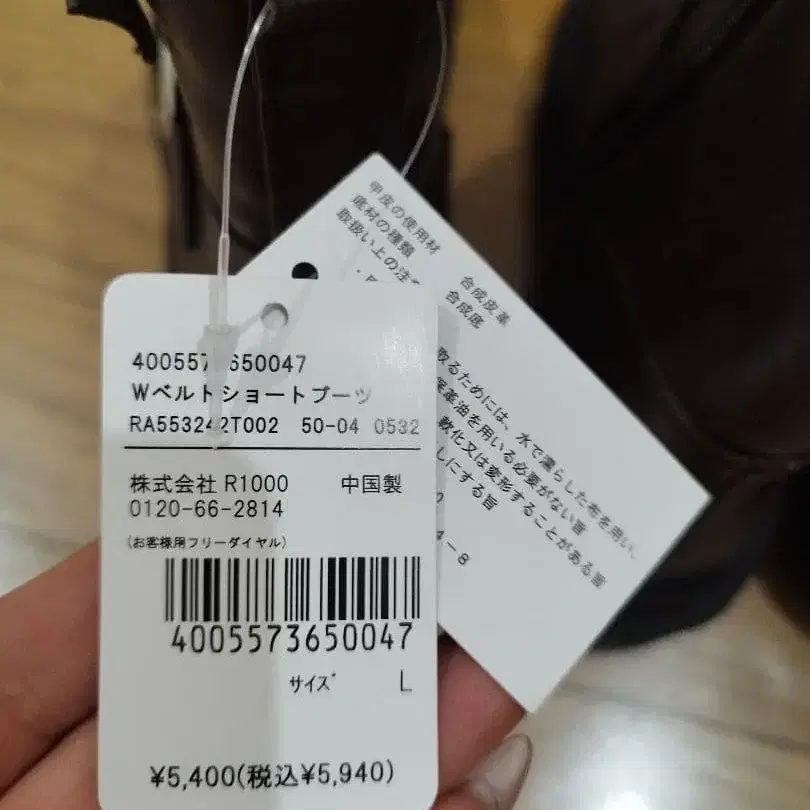 4005573650047
Wベルトショートブーツ
RA553242T002 50-04 0532
株式会社 R1000 中国製
0120-66-2814
(お客様用フリーダイヤル)
4005573650047
サイズ L
¥5,400(税込¥5,940)
甲皮の使用材 合成皮革
底材の種類 合成底
取扱い上の注
取るためには、水で濡らした布を用い、
保革油を用いる必要がない旨
軟化又は変形することがある旨
にする旨
4-8